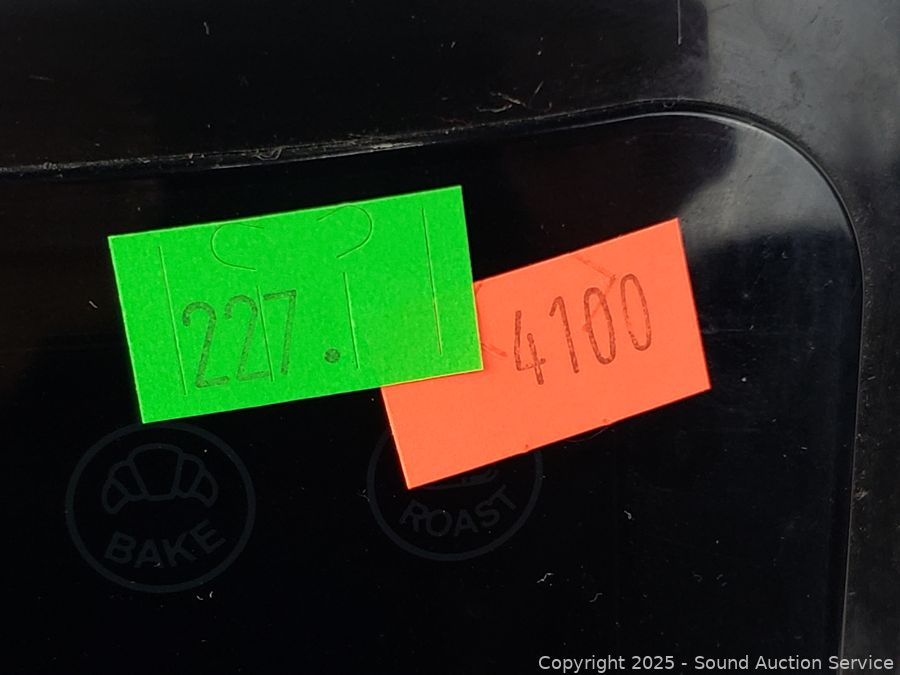 227.
4100
BAKE
ROAST
Copyright © 2025 - Sound Auction Service